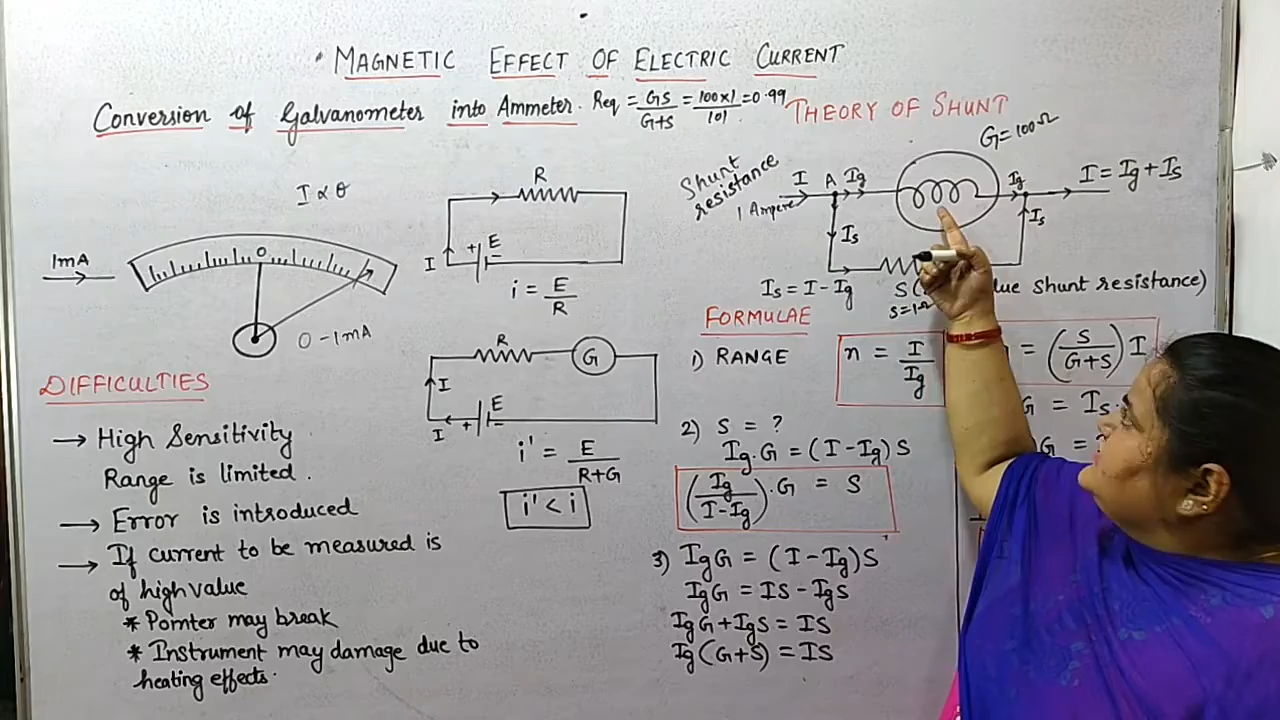 MAGNETIC EFFECT OF ELECTRIC CURRENT
Conversion of Galvanometer into Ammeter. Req = GS/G+S = 100×1/101 = 0.99
THEORY OF SHUNT
I ∝ θ
1mA
0
0-1mA
DIFFICULTIES
→ High Sensitivity
Range is limited.
→ Error is introduced
→ If current to be measured is
of high value
* Pointer may break
* Instrument may damage due to
heating effects.
R
I + E -
i = E/R
R G
I
I + E -
i' = E/R+G
i' < i
Shunt
resistance
G=100Ω
I A Ig Ig I = Ig + Is
1 Ampere
Is Is
Is = I - Ig
S( ue shunt resistance)
S=1Ω
FORMULAE
1) RANGE
n = I/Ig
= (S/G+S) I
G = Is
G =
2) S = ?
Ig.G = (I-Ig)S
(Ig/I-Ig).G = S
3) IgG = (I-Ig)S
IgG = IS - IgS
IgG+IgS = IS
Ig(G+S) = IS